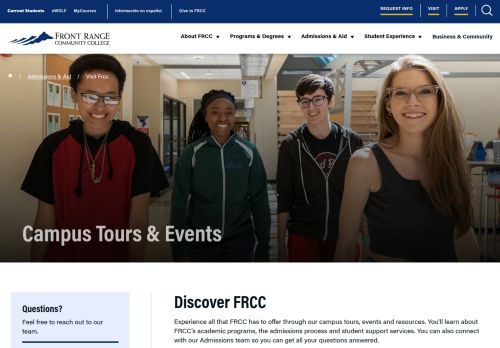 Current Students eWOLF MyCourses Información en español Give to FRCC REQUEST INFO VISIT APPLY
FRONT RANGE
COMMUNITY COLLEGE
About FRCC Programs & Degrees Admissions & Aid Student Experience Business & Community
/ Admissions & Aid / Visit Frcc
Campus Tours & Events
Questions?
Feel free to reach out to our
team.
Discover FRCC
Experience all that FRCC has to offer through our campus tours, events and resources. You'll learn about
FRCC's academic programs, the admissions process and student support services. You can also connect
with our Admissions team so you can get all your questions answered.